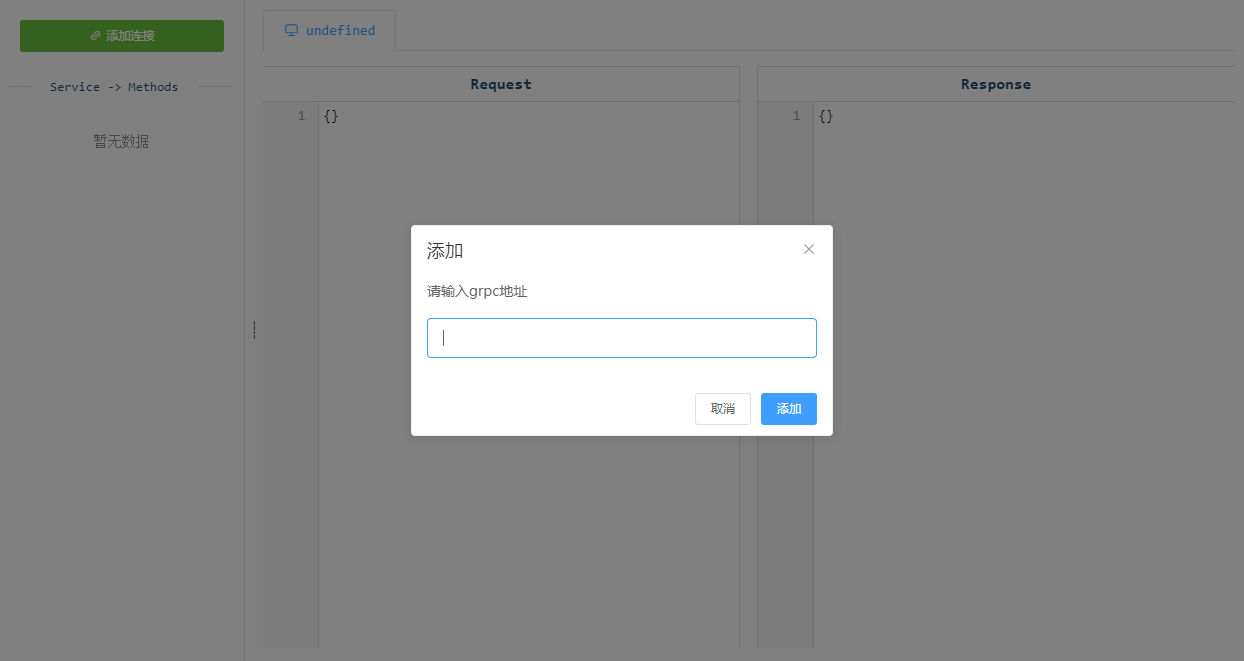 添加连接
Service -> Methods
暂无数据
undefined
Request
1 {}
Response
1 {}
添加
请输入grpc地址
取消
添加